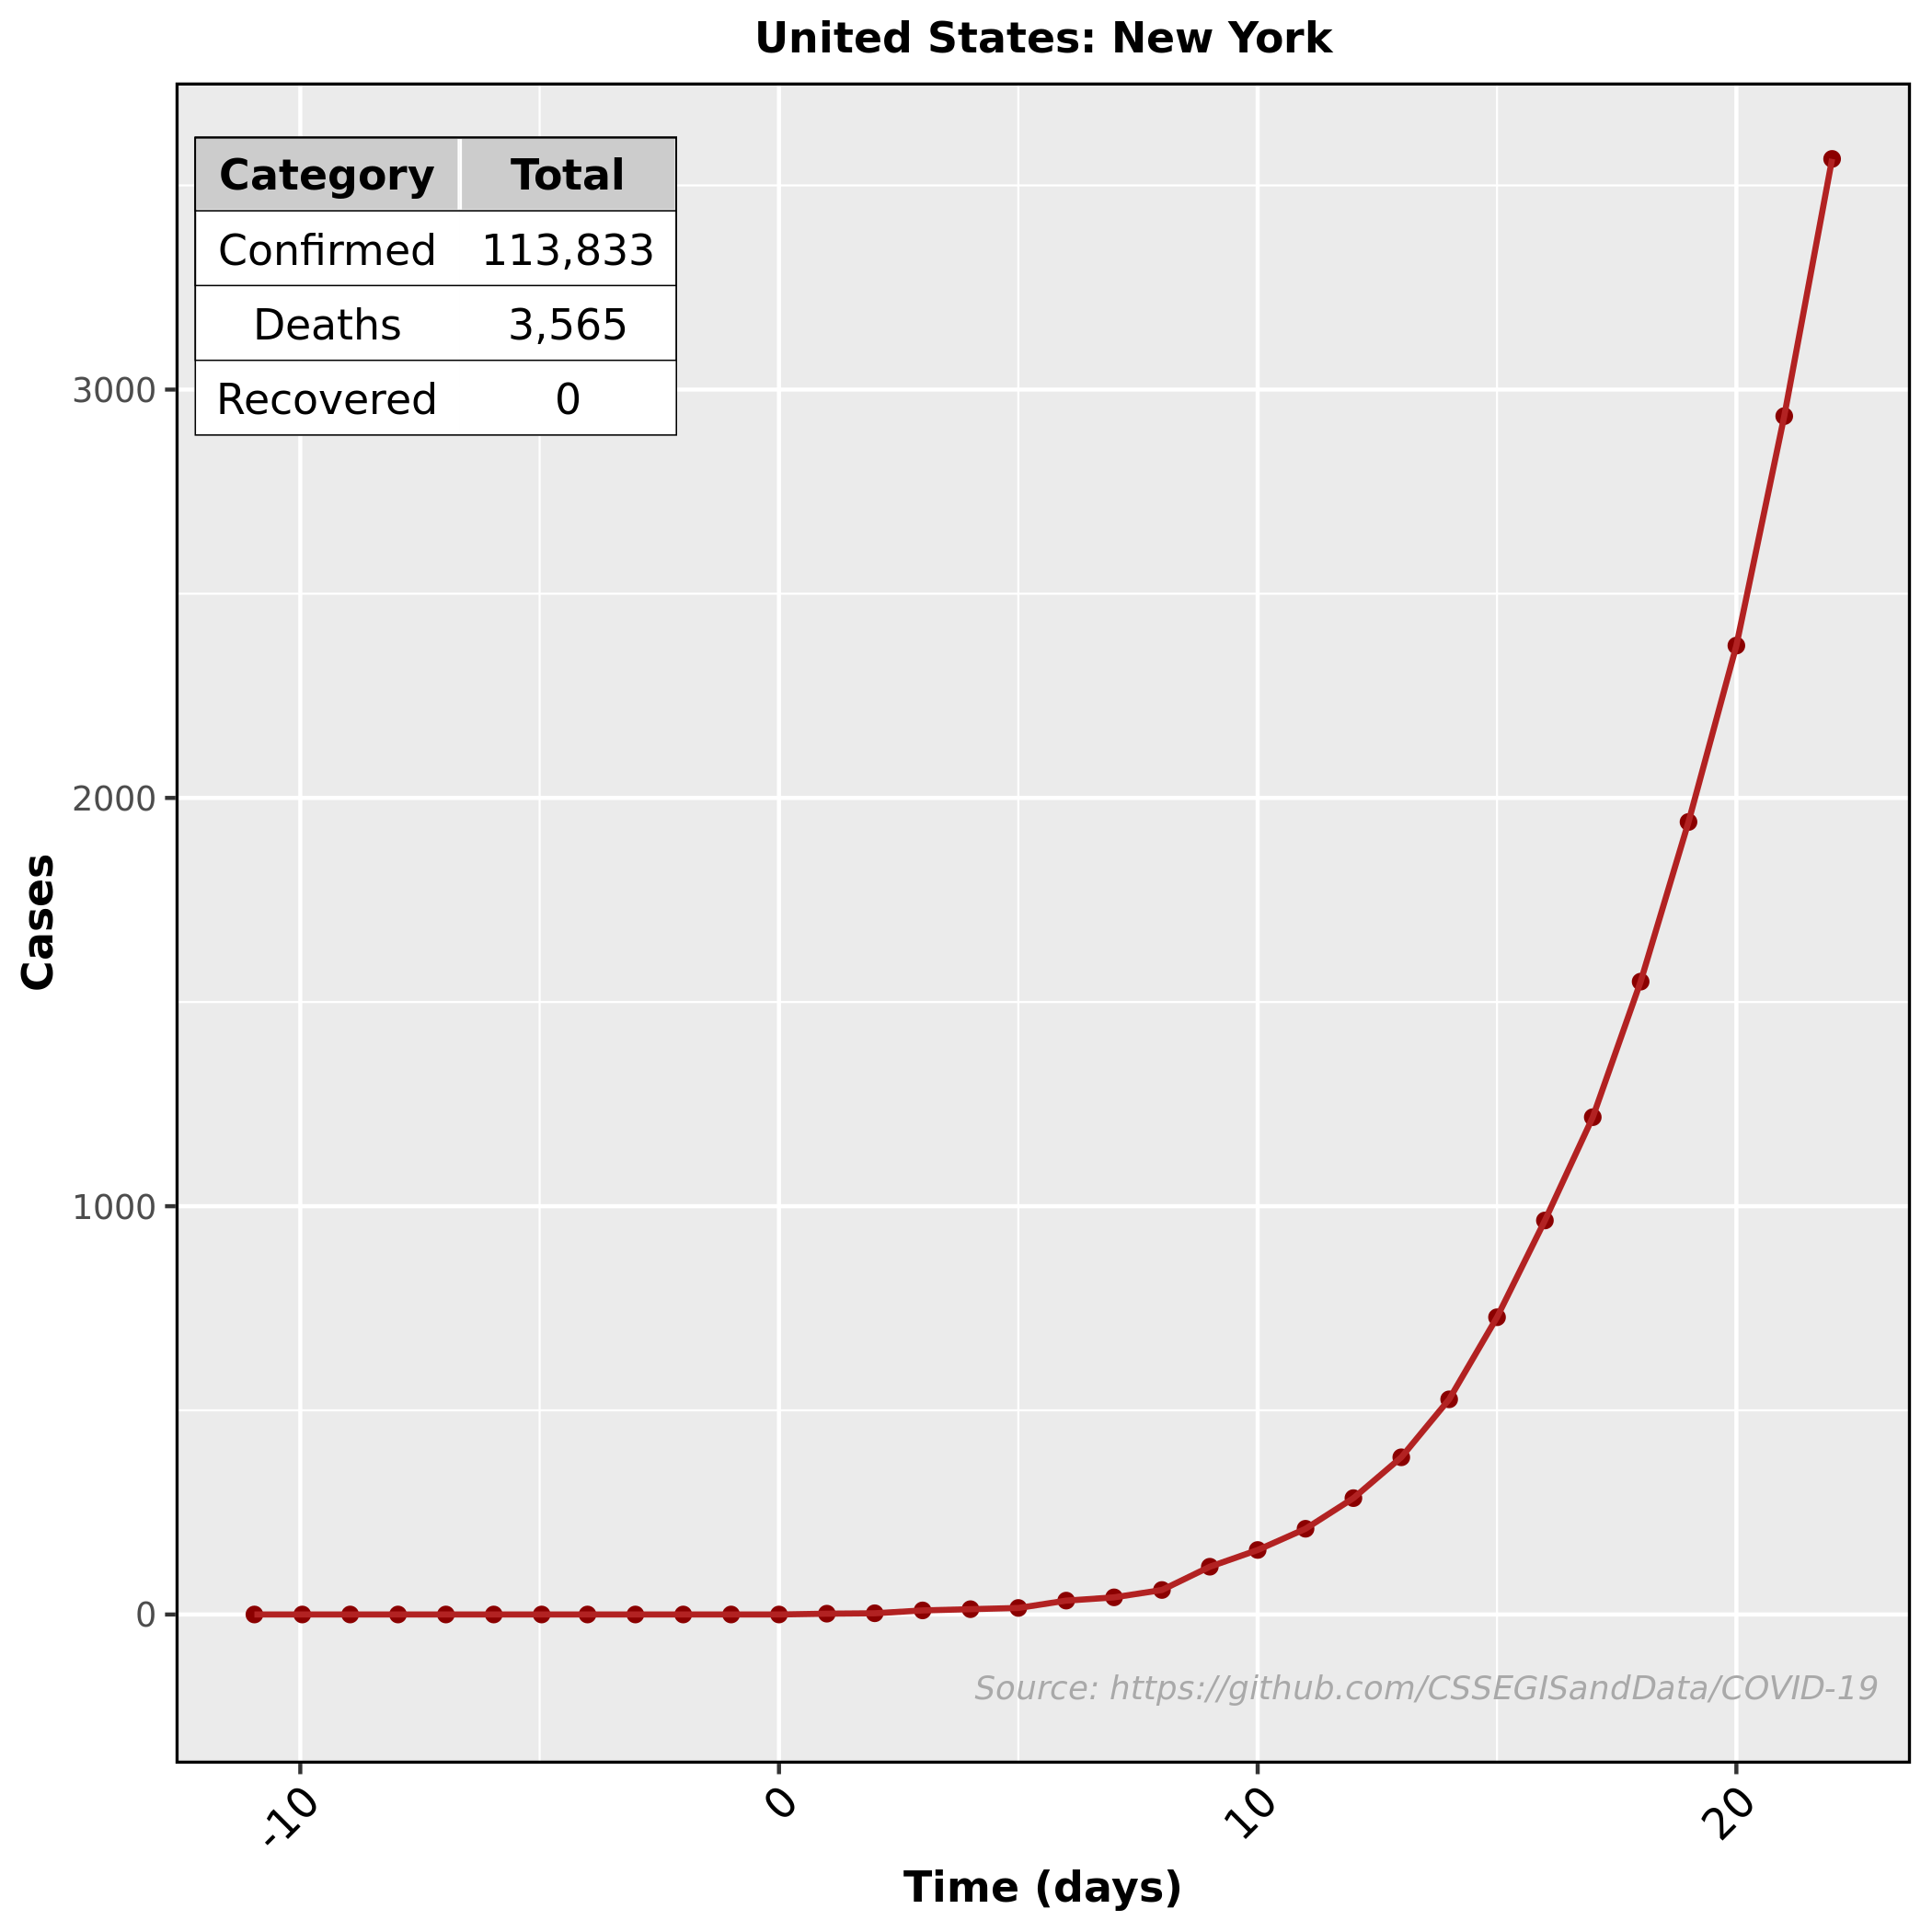 United States: New York
Category Total
Confirmed 113,833
Deaths 3,565
Recovered 0
3000
2000
1000
0
Cases
Source: https://github.com/CSSEGISandData/COVID-19
-10 0 10 20
Time (days)